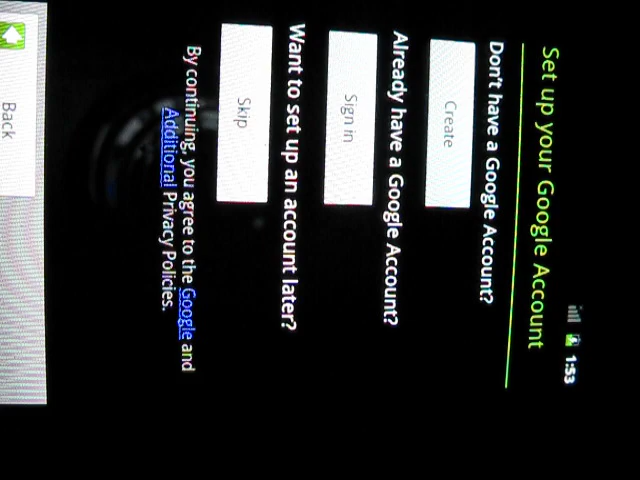 1:53
Set up your Google Account
Don't have a Google Account?
Create
Already have a Google Account?
Sign in
Want to set up an account later?
Skip
By continuing, you agree to the Google and
Additional Privacy Policies.
Back